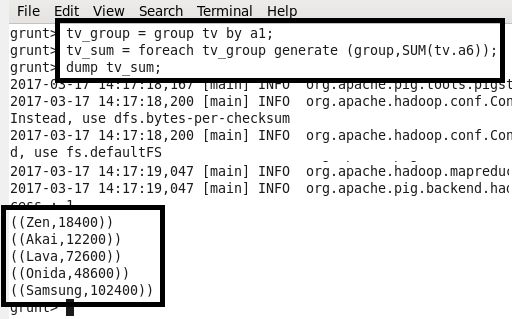 File Edit View Search Terminal Help
grunt> tv_group = group tv by a1;
grunt> tv_sum = foreach tv_group generate (group,SUM(tv.a6));
grunt> dump tv_sum;
2017-03-17 14:17:18,167 [main] INFO org.apache.pig.tools.pigst
2017-03-17 14:17:18,200 [main] INFO org.apache.hadoop.conf.Con
Instead, use dfs.bytes-per-checksum
2017-03-17 14:17:18,200 [main] INFO org.apache.hadoop.conf.Con
d, use fs.defaultFS
2017-03-17 14:17:19,047 [main] INFO org.apache.hadoop.mapreduc
2017-03-17 14:17:19,047 [main] INFO org.apache.pig.backend.ha
cess : 1
((Zen,18400))
((Akai,12200))
((Lava,72600))
((Onida,48600))
((Samsung,102400))
grunt>